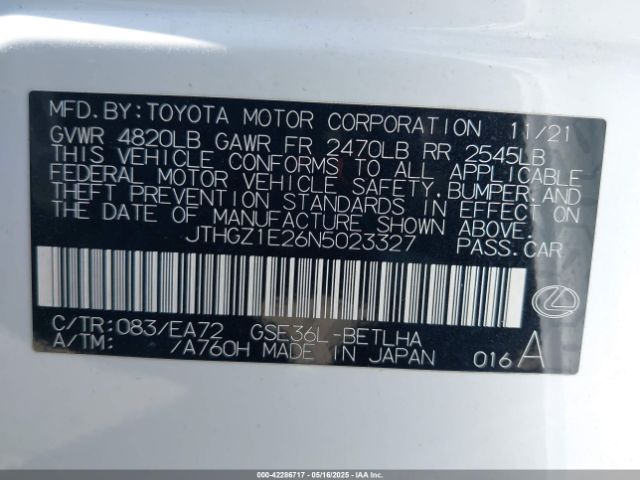 MFD.BY:TOYOTA MOTOR CORPORATION 11/21
GVWR 4820LB GAWR FR 2470LB RR 2545LB
THIS VEHICLE CONFORMS TO ALL APPLICABLE
FEDERAL MOTOR VEHICLE SAFETY, BUMPER, AND
THEFT PREVENTION STANDARDS IN EFFECT ON
THE DATE OF MANUFACTURE SHOWN ABOVE.
JTHGZ1E26N5023327 PASS.CAR
C/TR:083/EA72 GSE36L-BETLHA
A/TM: /A760H MADE IN JAPAN 016 A
000-42286717 - 05/16/2025 - IAAI.COM